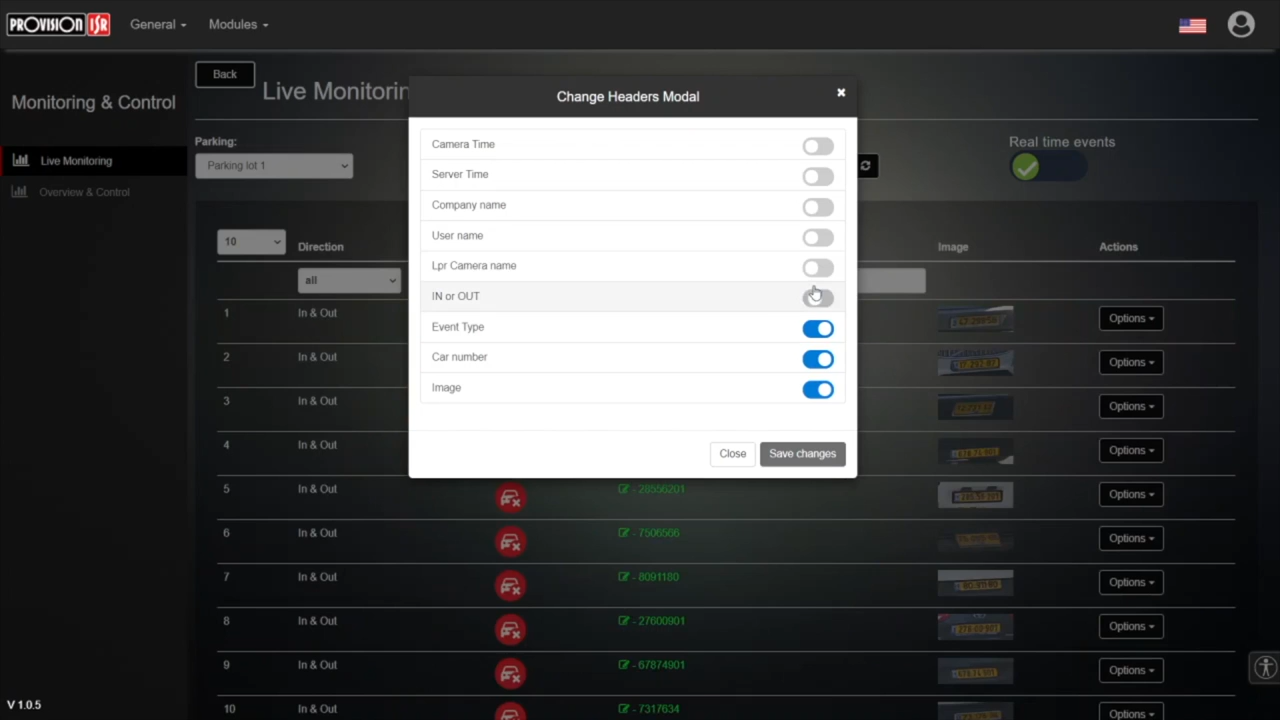 PROVISION ISR
General
Modules
Monitoring & Control
Live Monitoring
Overview & Control
Back
Live Monitorin
Parking:
Parking lot 1
Real time events
Change Headers Modal
Camera Time
Server Time
Company name
User name
Lpr Camera name
IN or OUT
Event Type
Car number
Image
Close
Save changes
10
Direction
Image
Actions
all
1 In & Out Options
2 In & Out Options
3 In & Out Options
4 In & Out Options
5 In & Out - 28556201 Options
6 In & Out - 7506566 Options
7 In & Out - 8091180 Options
8 In & Out - 27600901 Options
9 In & Out - 67874901 Options
10 In & Out - 7317634 Options
V 1.0.5